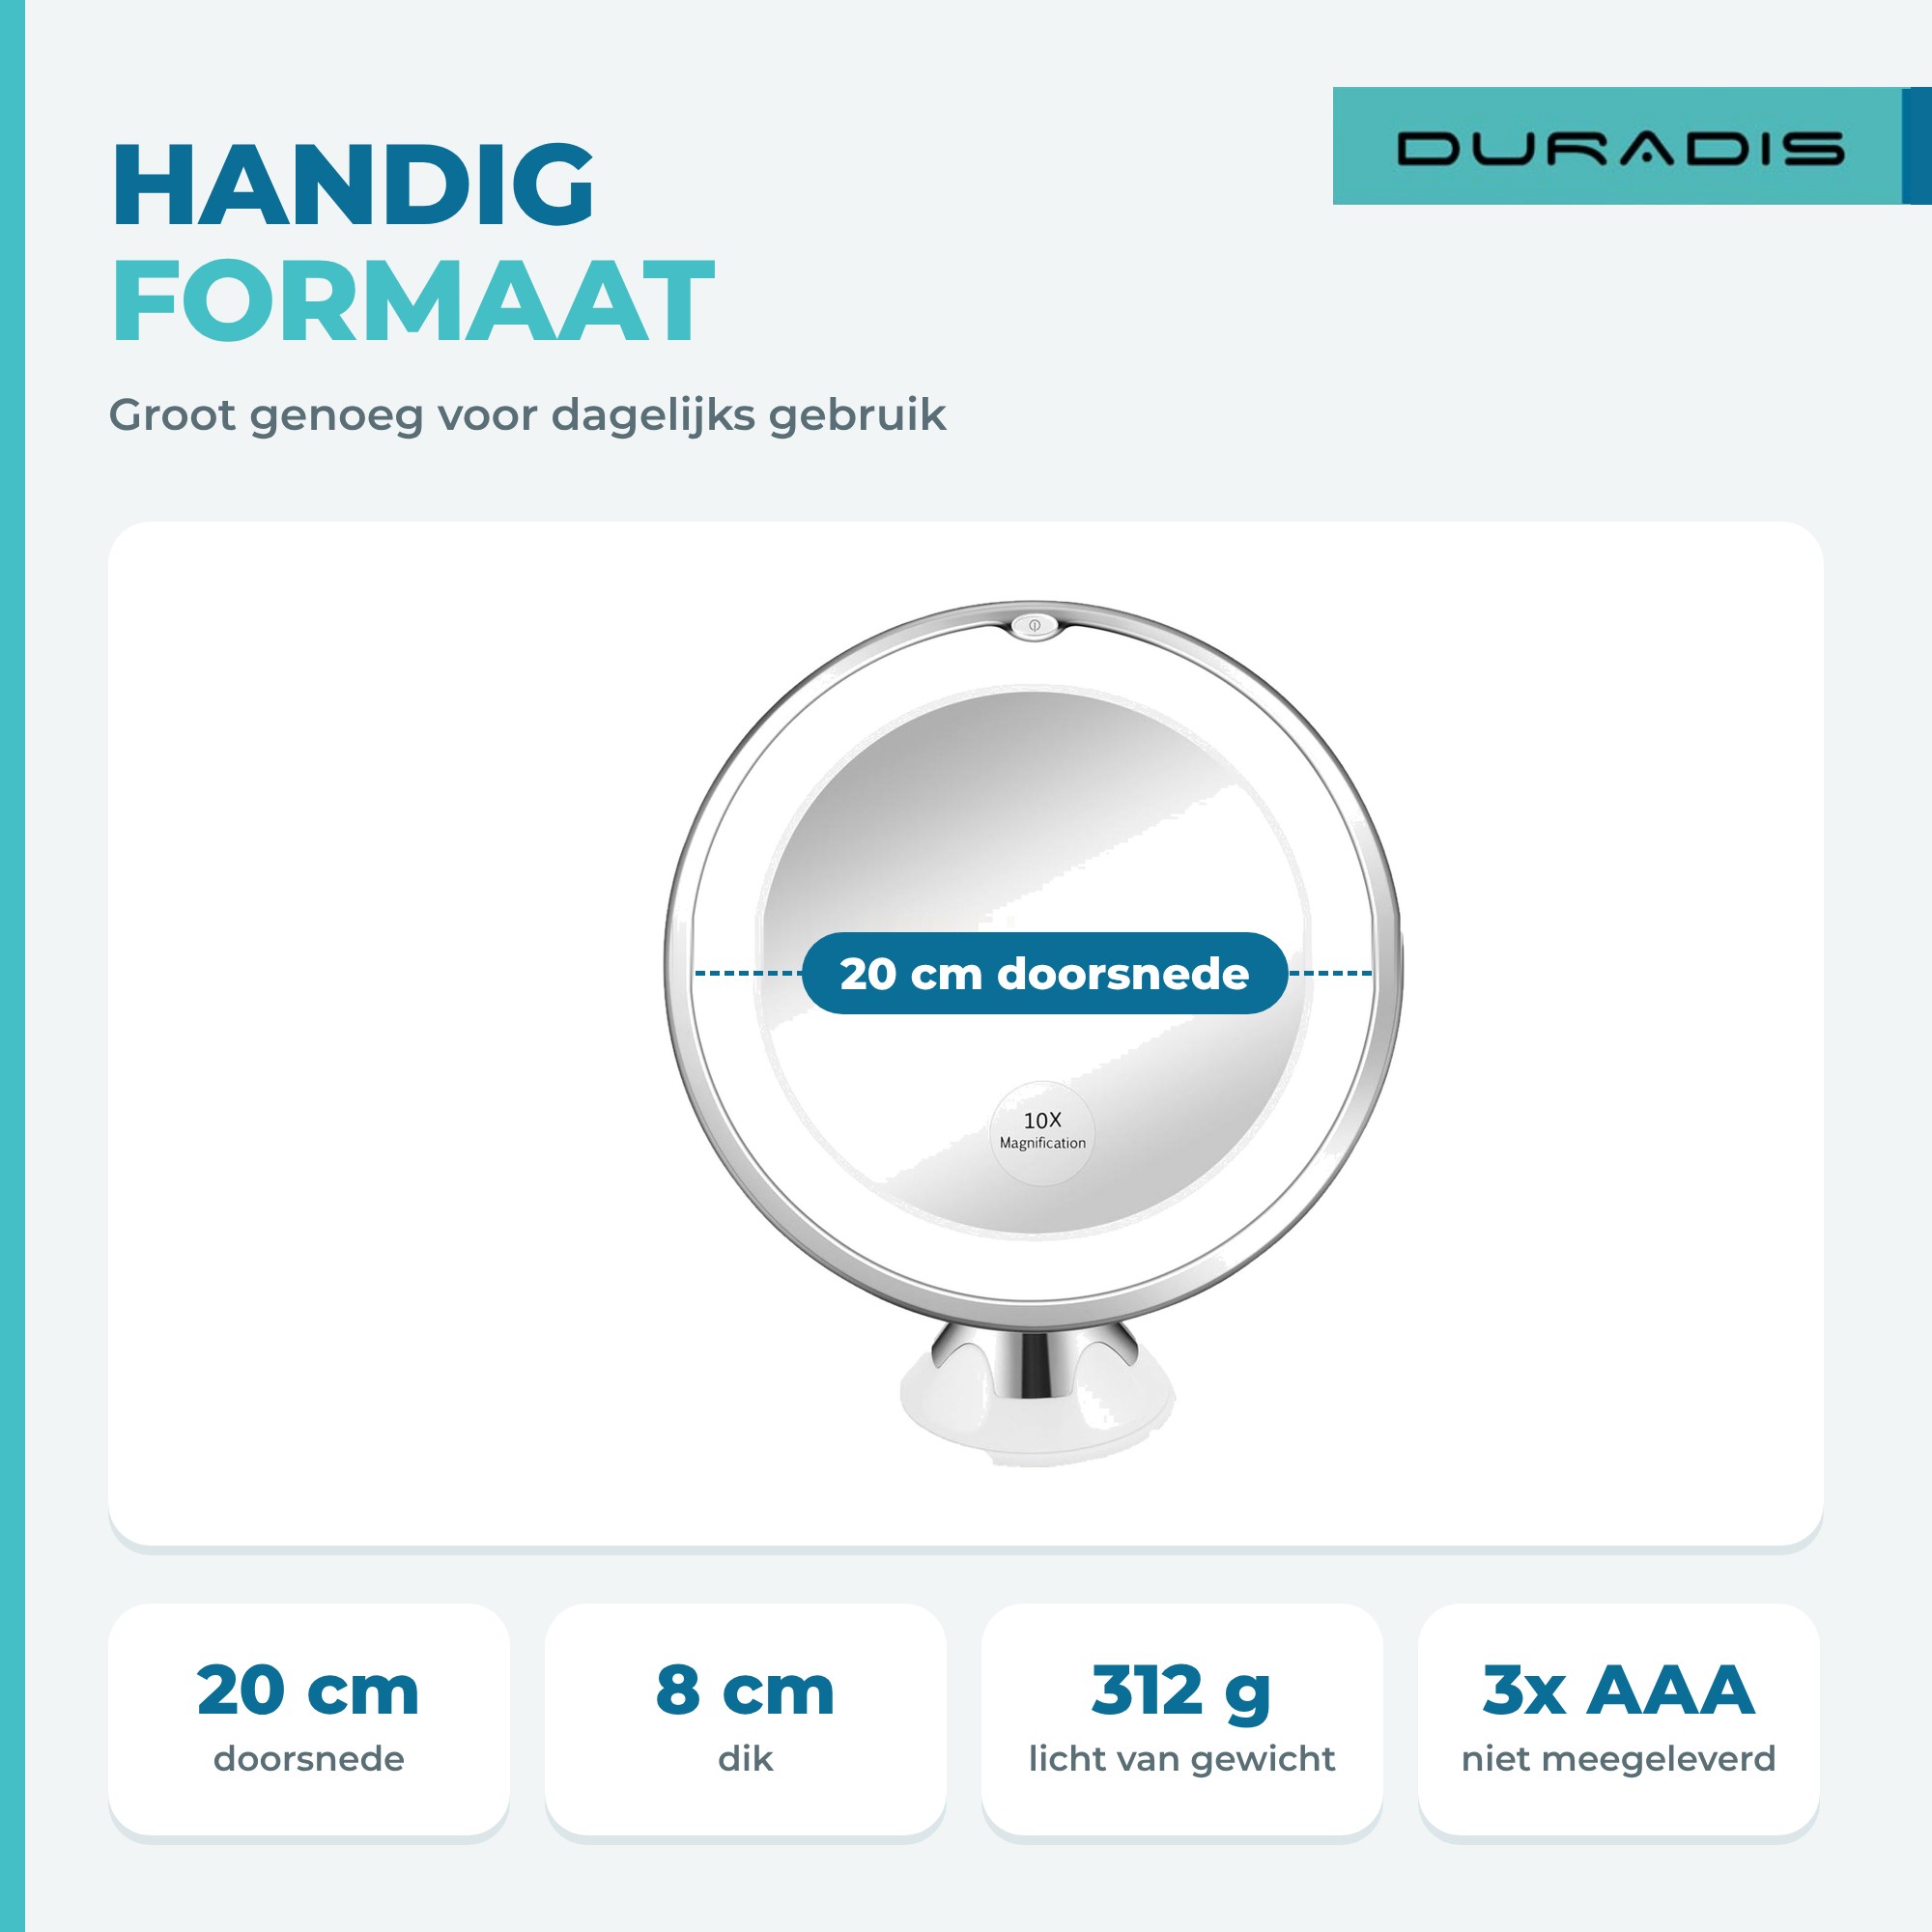 DURADIS
HANDIG
FORMAAT
Groot genoeg voor dagelijks gebruik
20 cm doorsnede
10X
Magnification
20 cm
doorsnede
8 cm
dik
312 g
licht van gewicht
3x AAA
niet meegeleverd